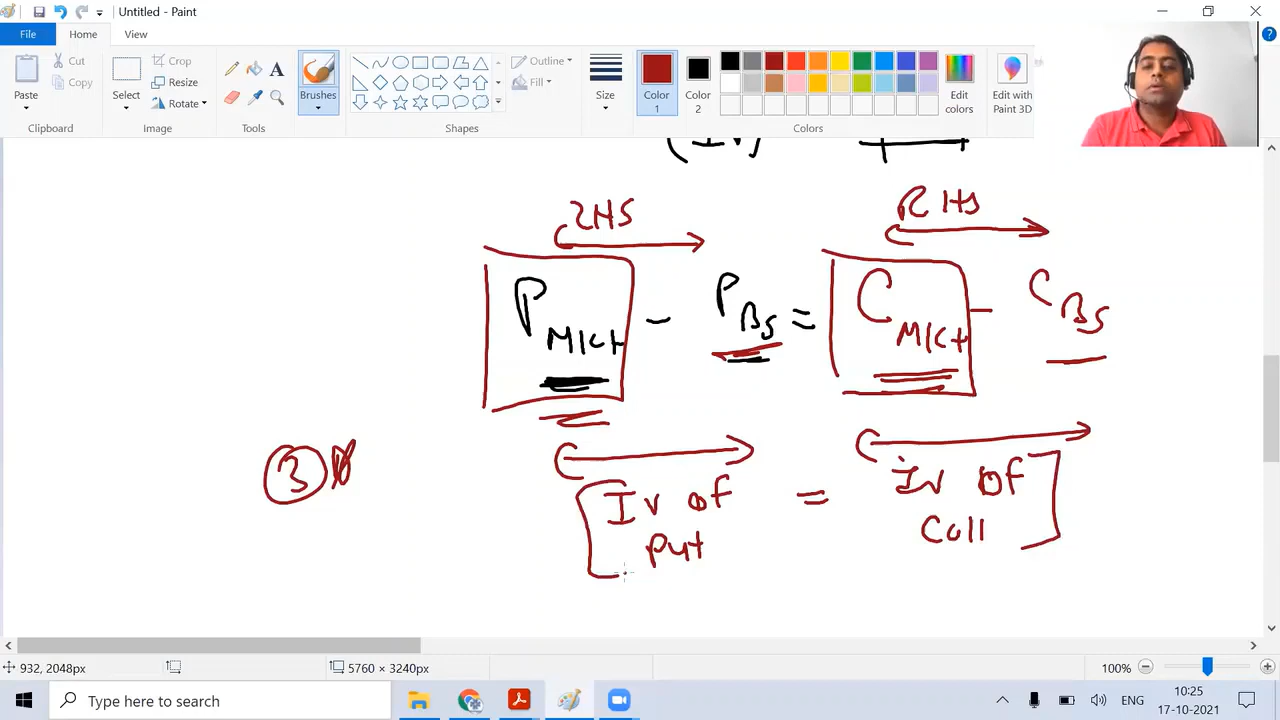 Untitled - Paint
File Home View
Paste Cut Copy Clipboard
Select Crop Resize Rotate Image
Tools
Brushes
Outline Fill Shapes
Size
Color 1 Color 2 Edit colors Colors
Edit with Paint 3D
(IV)
LHS RHS
P Mkt - P BS = C Mkt - C BS
3
Iv of Put = Iv of Call
932, 2048px 5760 × 3240px 100%
Type here to search
ENG 10:25 17-10-2021